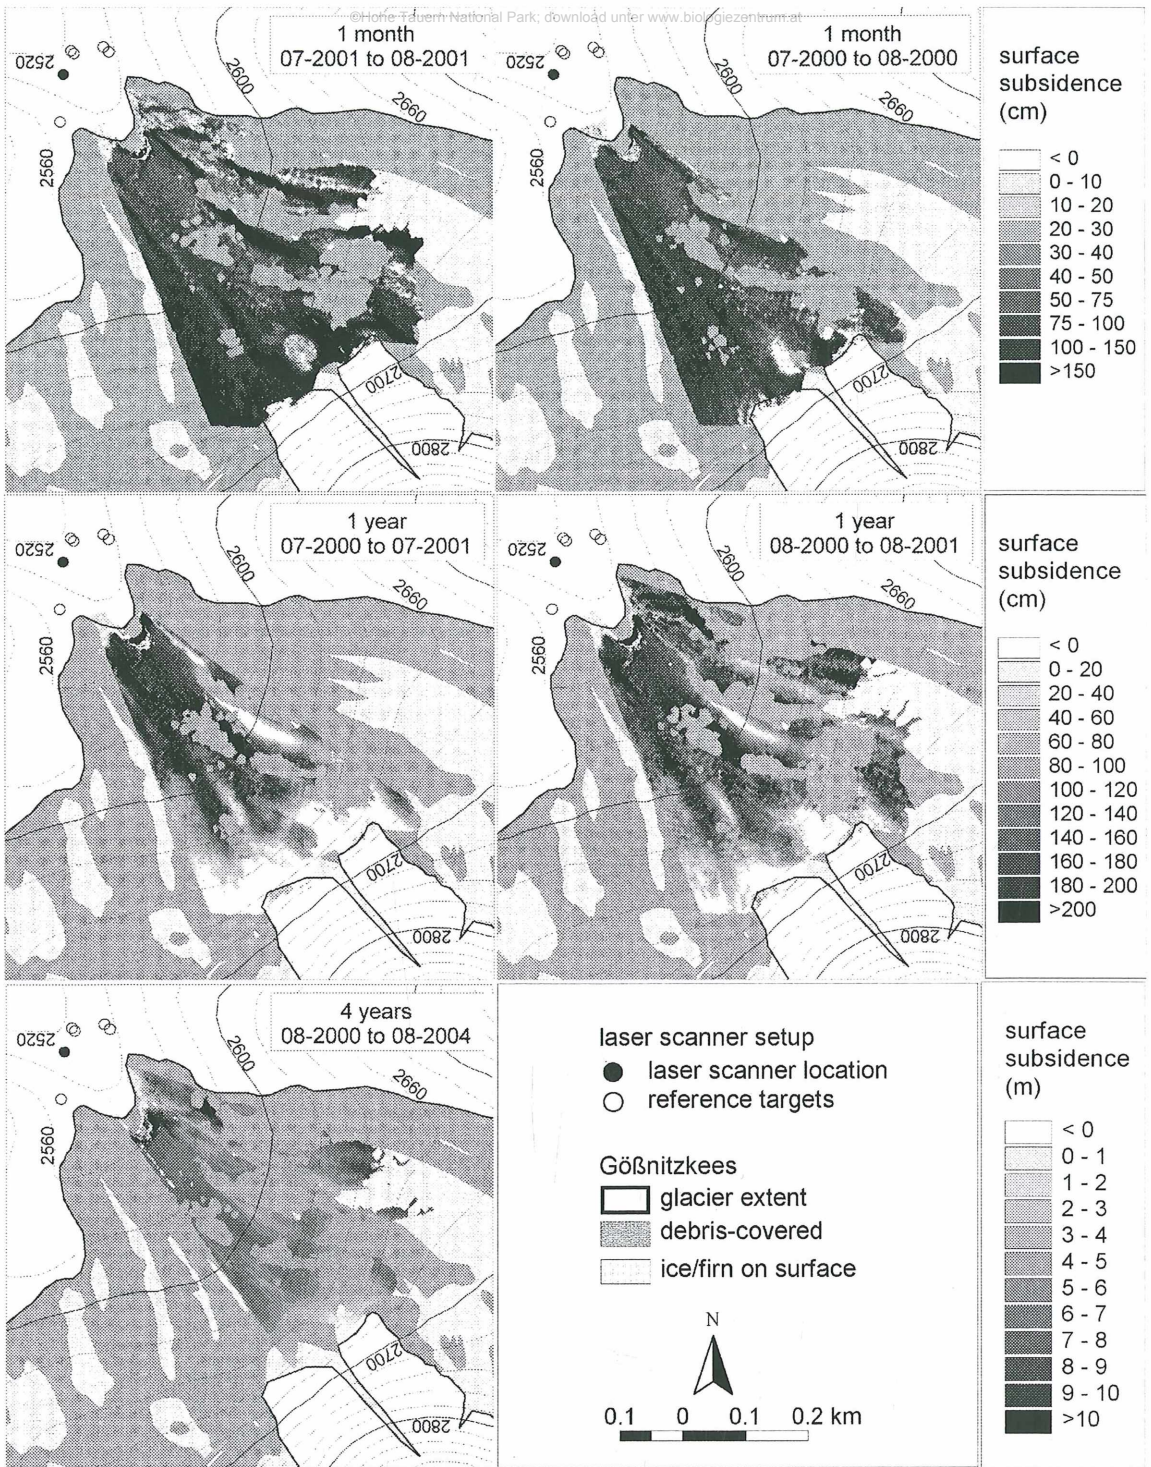 ©Hohe Tauern National Park; download unter www.biologiezentrum.at
1 month
07-2001 to 08-2001
2520
2600
2660
2560
2700
2800
1 month
07-2000 to 08-2000
2520
2600
2660
2560
2700
2800
surface
subsidence
(cm)
< 0
0 - 10
10 - 20
20 - 30
30 - 40
40 - 50
50 - 75
75 - 100
100 - 150
>150
1 year
07-2000 to 07-2001
2520
2600
2660
2560
2700
2800
1 year
08-2000 to 08-2001
2520
2600
2660
2560
2700
2800
surface
subsidence
(cm)
< 0
0 - 20
20 - 40
40 - 60
60 - 80
80 - 100
100 - 120
120 - 140
140 - 160
160 - 180
180 - 200
>200
4 years
08-2000 to 08-2004
2520
2600
2660
2560
2700
2800
laser scanner setup
laser scanner location
reference targets
Gößnitzkees
glacier extent
debris-covered
ice/firn on surface
N
0.1 0 0.1 0.2 km
surface
subsidence
(m)
< 0
0 - 1
1 - 2
2 - 3
3 - 4
4 - 5
5 - 6
6 - 7
7 - 8
8 - 9
9 - 10
>10